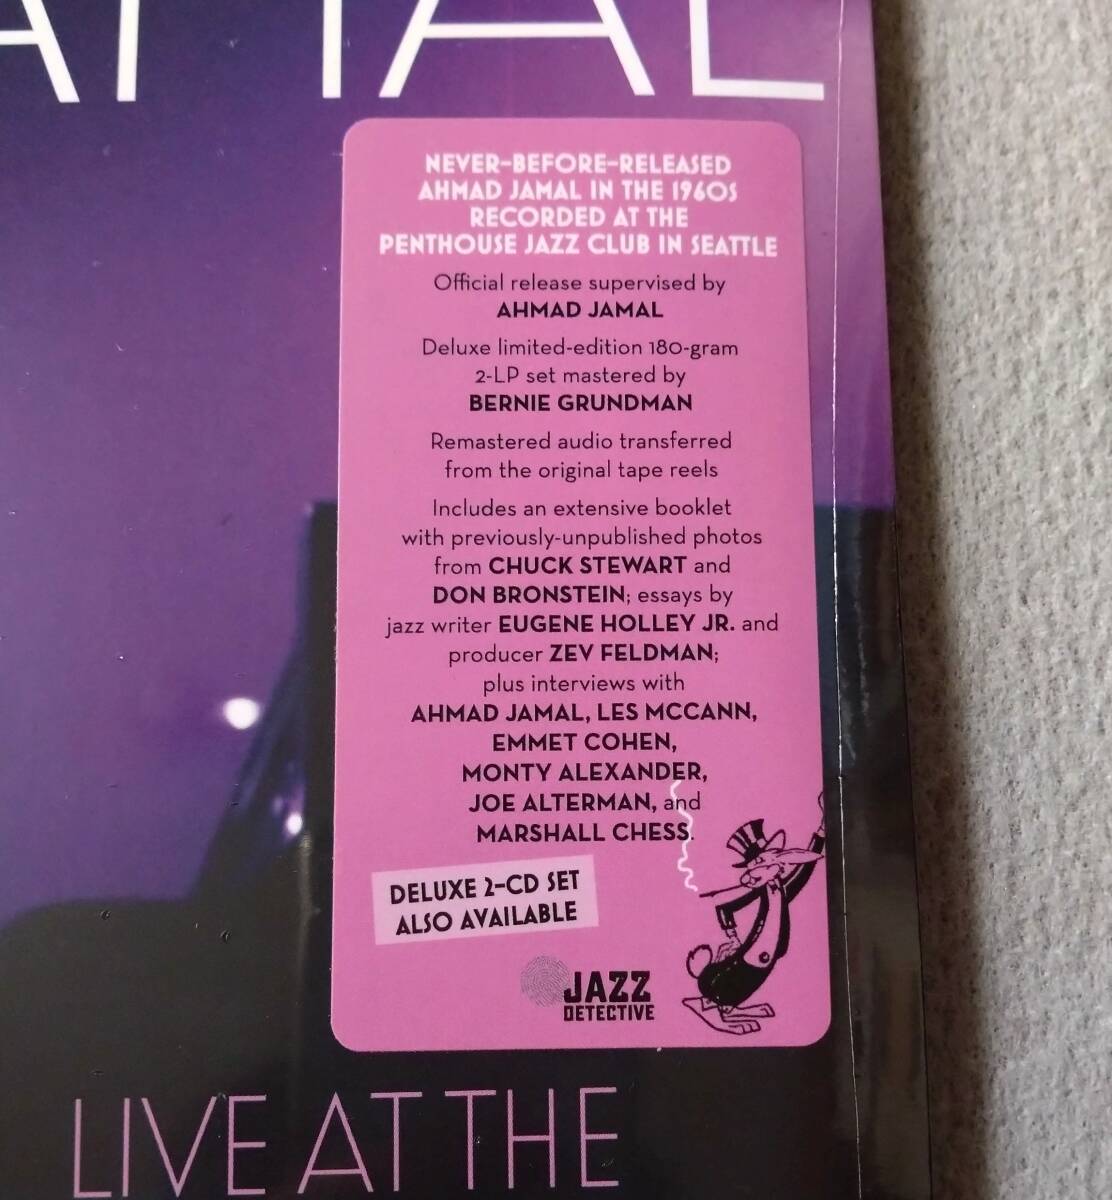 NEVER-BEFORE-RELEASED
AHMAD JAMAL IN THE 1960S
RECORDED AT THE
PENTHOUSE JAZZ CLUB IN SEATTLE
Official release supervised by
AHMAD JAMAL
Deluxe limited-edition 180-gram
2-LP set mastered by
BERNIE GRUNDMAN
Remastered audio transferred
from the original tape reels
Includes an extensive booklet
with previously-unpublished photos
from CHUCK STEWART and
DON BRONSTEIN; essays by
jazz writer EUGENE HOLLEY JR. and
producer ZEV FELDMAN;
plus interviews with
AHMAD JAMAL, LES MCCANN,
EMMET COHEN,
MONTY ALEXANDER,
JOE ALTERMAN, and
MARSHALL CHESS.
DELUXE 2-CD SET
ALSO AVAILABLE
JAZZ
DETECTIVE
LIVE AT THE